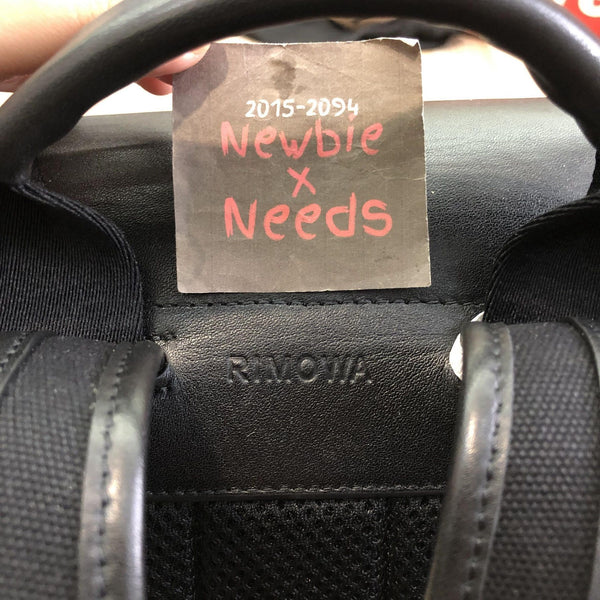 2015-2094
Newbie
x
Needs
RIMOWA